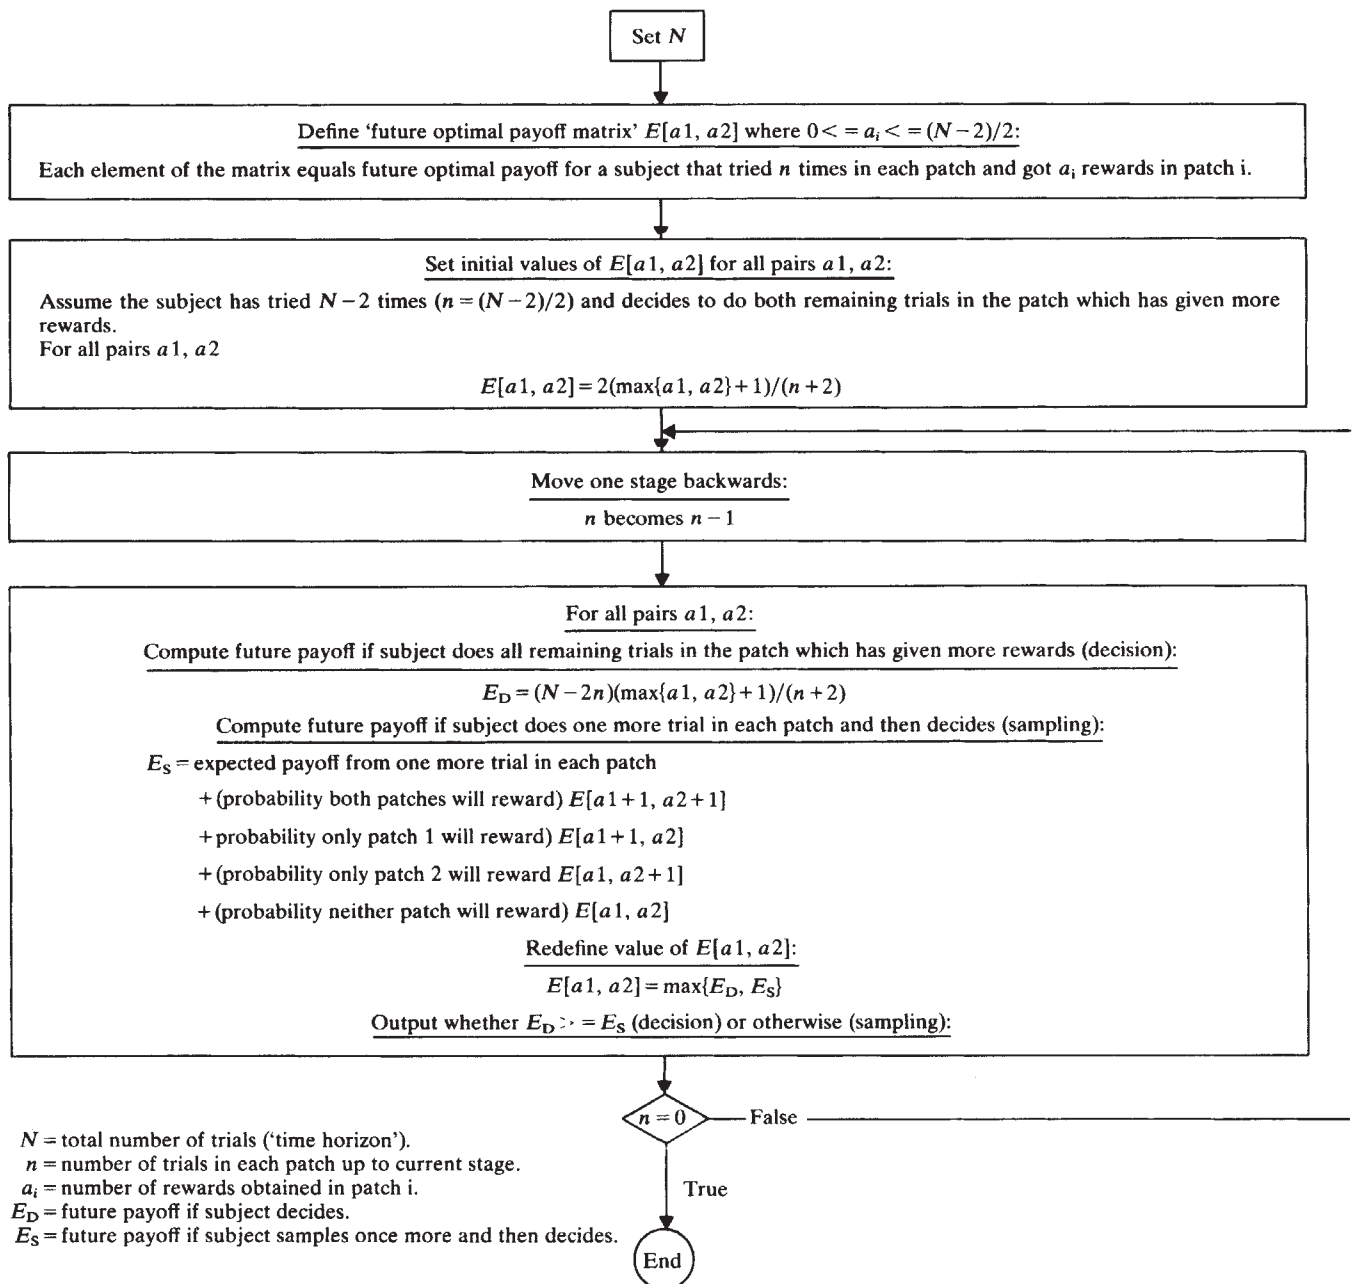 Set N
Define 'future optimal payoff matrix' E[a1, a2] where 0 < = aᵢ < = (N−2)/2:
Each element of the matrix equals future optimal payoff for a subject that tried n times in each patch and got aᵢ rewards in patch i.
Set initial values of E[a1, a2] for all pairs a1, a2:
Assume the subject has tried N−2 times (n = (N−2)/2) and decides to do both remaining trials in the patch which has given more
rewards.
For all pairs a1, a2
E[a1, a2] = 2(max{a1, a2}+1)/(n+2)
Move one stage backwards:
n becomes n−1
For all pairs a1, a2:
Compute future payoff if subject does all remaining trials in the patch which has given more rewards (decision):
E_D = (N−2n)(max{a1, a2}+1)/(n+2)
Compute future payoff if subject does one more trial in each patch and then decides (sampling):
E_S = expected payoff from one more trial in each patch
+(probability both patches will reward) E[a1+1, a2+1]
+probability only patch 1 will reward) E[a1+1, a2]
+(probability only patch 2 will reward E[a1, a2+1]
+(probability neither patch will reward) E[a1, a2]
Redefine value of E[a1, a2]:
E[a1, a2] = max{E_D, E_S}
Output whether E_D > = E_S (decision) or otherwise (sampling):
n = 0
False
N = total number of trials ('time horizon').
n = number of trials in each patch up to current stage.
aᵢ = number of rewards obtained in patch i.
True
E_D = future payoff if subject decides.
E_S = future payoff if subject samples once more and then decides.
End